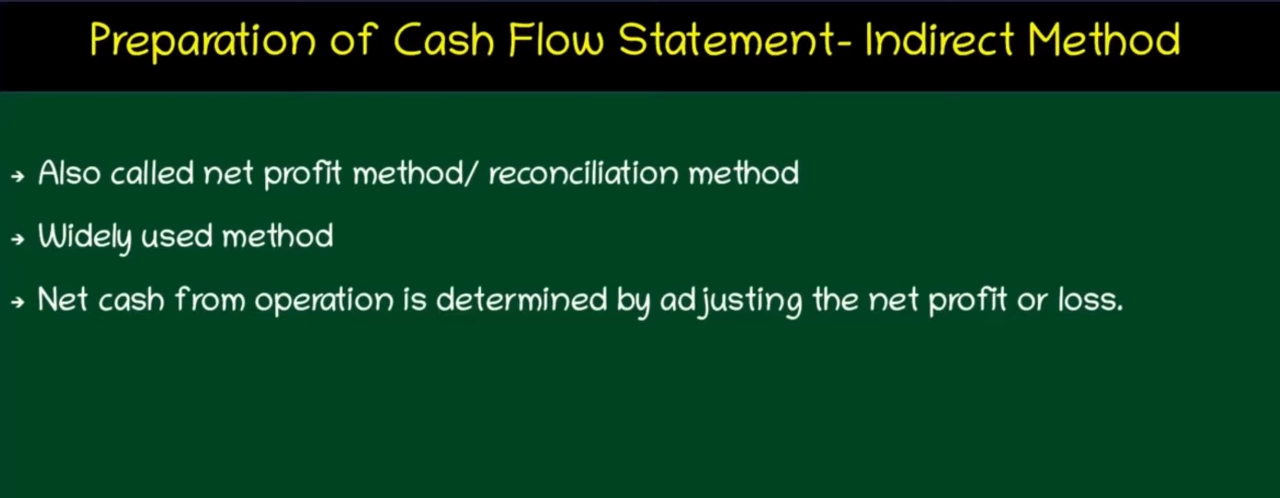 Preparation of Cash Flow Statement- Indirect Method
→ Also called net profit method/ reconciliation method
→ Widely used method
→ Net cash from operation is determined by adjusting the net profit or loss.